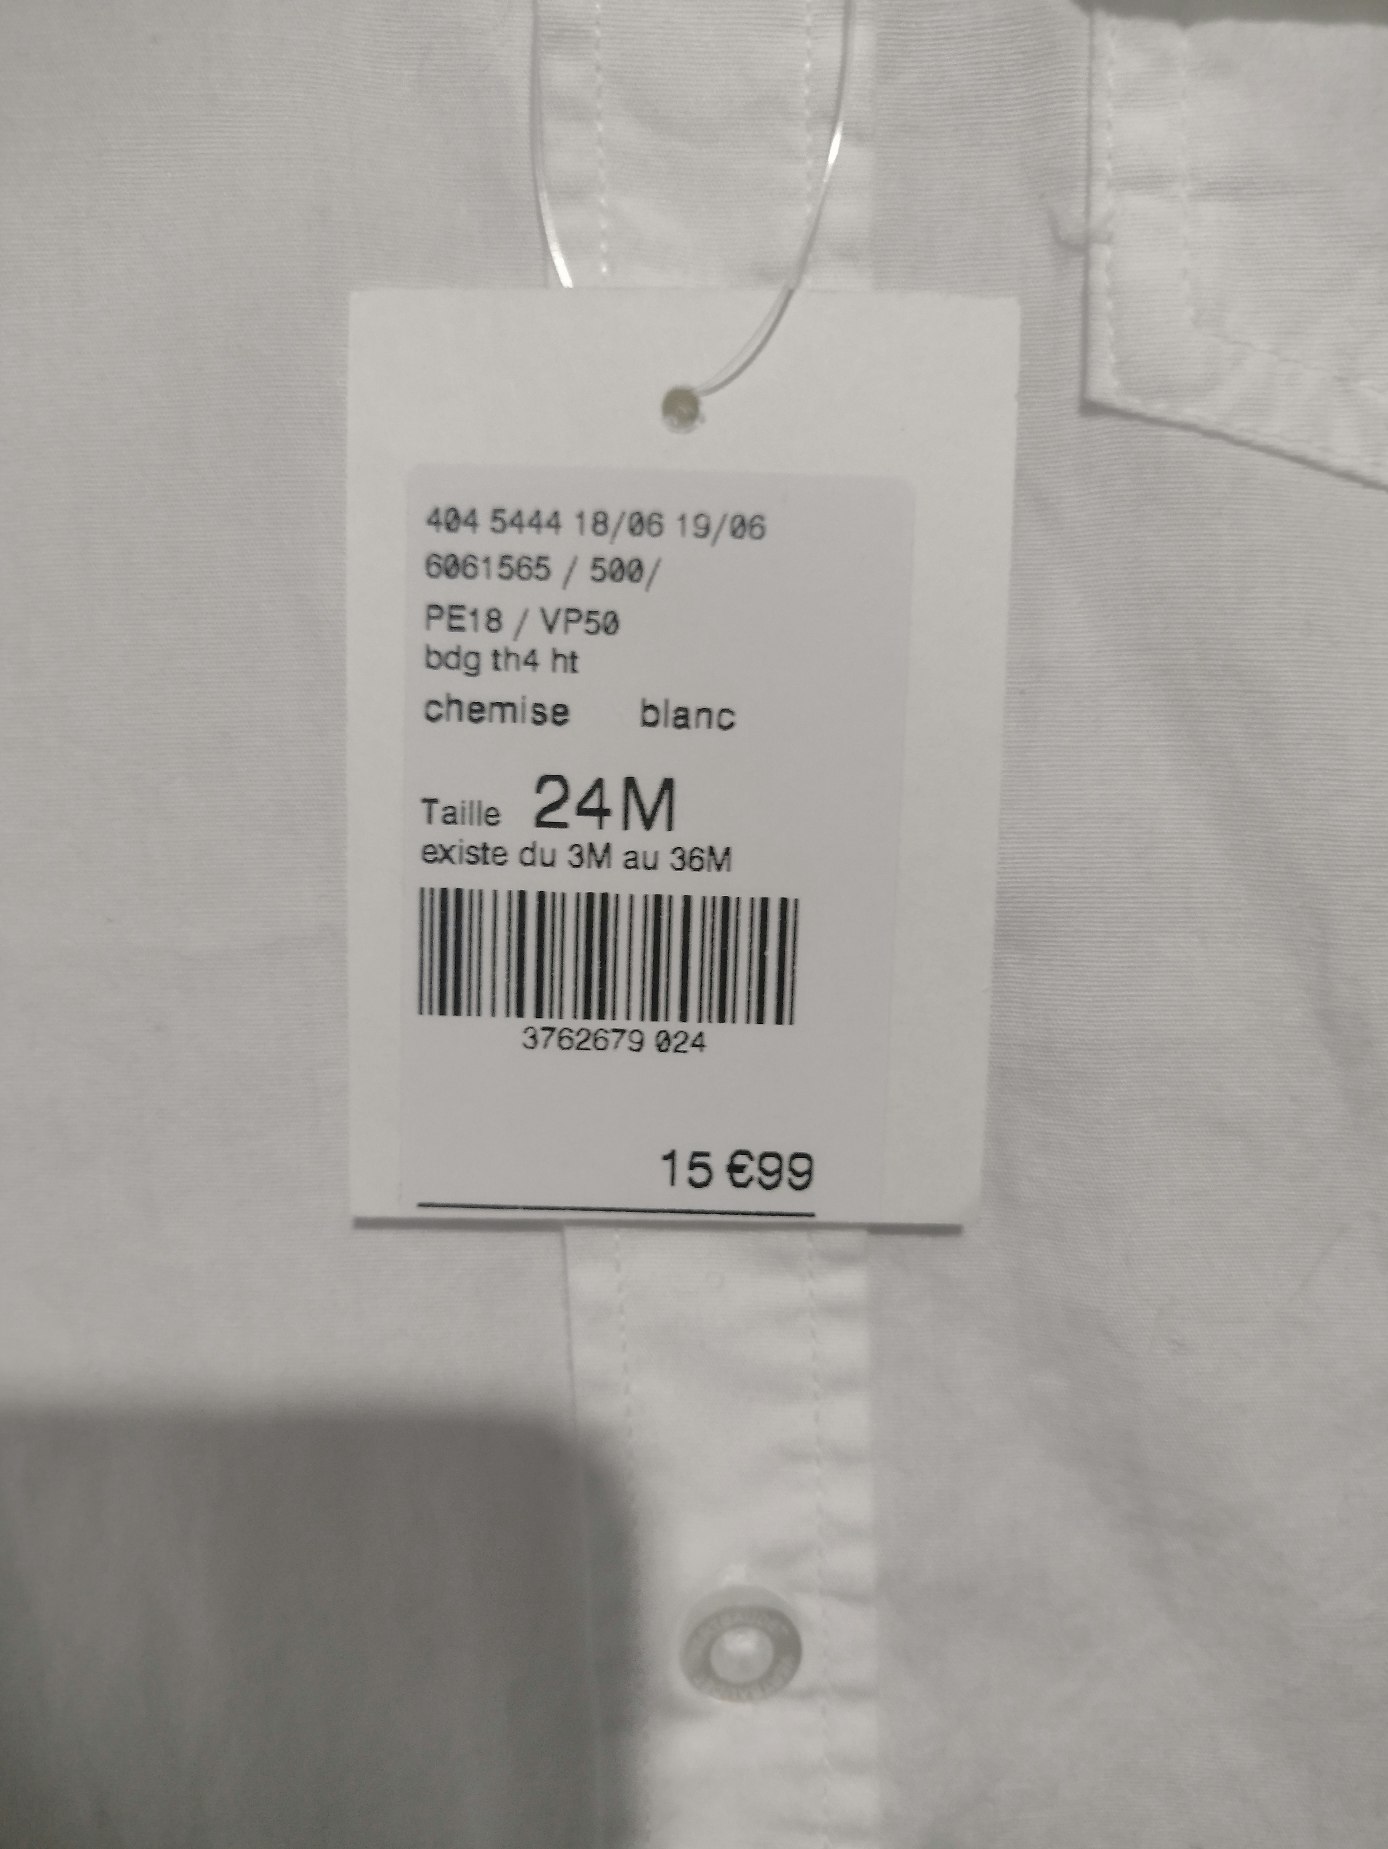 404 5444 18/06 19/06
6061565 / 500/
PE18 / VP50
bdg th4 ht
chemise blanc
Taille 24M
existe du 3M au 36M
3762679 024
15 €99